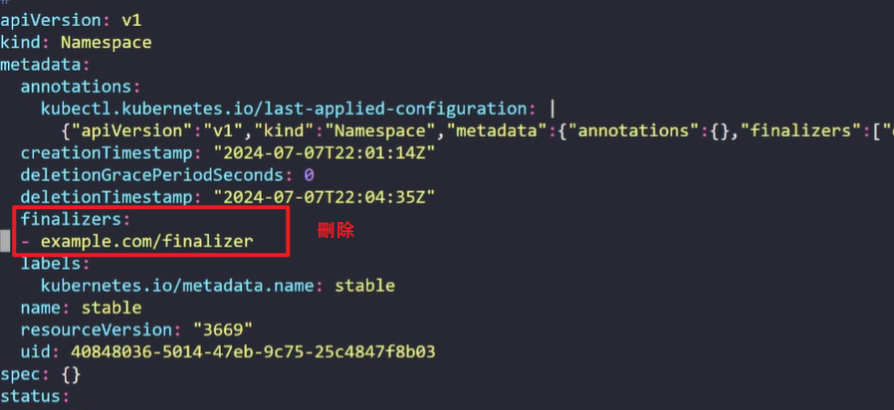 #
apiVersion: v1
kind: Namespace
metadata:
  annotations:
    kubectl.kubernetes.io/last-applied-configuration: |
      {"apiVersion":"v1","kind":"Namespace","metadata":{"annotations":{},"finalizers":["
  creationTimestamp: "2024-07-07T22:01:14Z"
  deletionGracePeriodSeconds: 0
  deletionTimestamp: "2024-07-07T22:04:35Z"
  finalizers:
刪除
  - example.com/finalizer
  labels:
    kubernetes.io/metadata.name: stable
  name: stable
  resourceVersion: "3669"
  uid: 40848036-5014-47eb-9c75-25c4847f8b03
spec: {}
status: